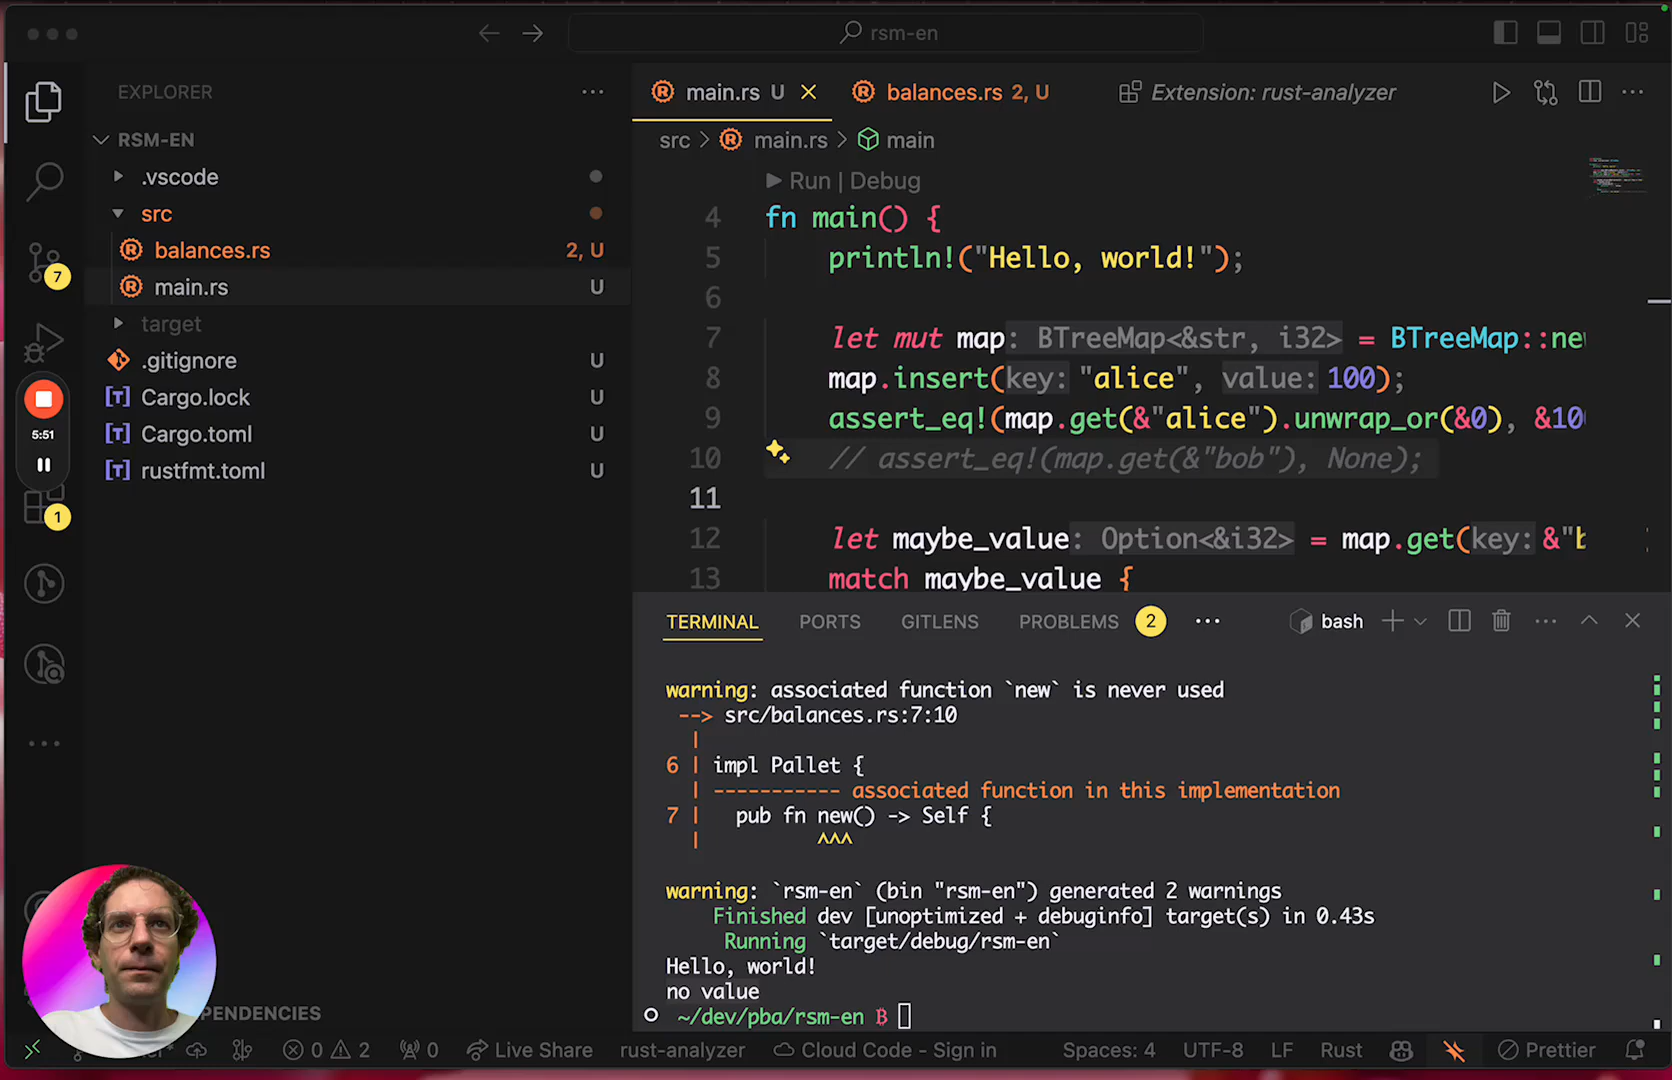 rsm-en
EXPLORER
RSM-EN
.vscode
src
balances.rs 2, U
main.rs U
target
.gitignore U
Cargo.lock U
Cargo.toml U
rustfmt.toml U
7
5:51
1
PENDENCIES
main.rs U
balances.rs 2, U
Extension: rust-analyzer
src > main.rs > main
Run | Debug
4 fn main() {
5 println!("Hello, world!");
6
7 let mut map: BTreeMap<&str, i32> = BTreeMap::new
8 map.insert(key: "alice", value: 100);
9 assert_eq!(map.get(&"alice").unwrap_or(&0), &10
10 // assert_eq!(map.get(&"bob"), None);
11
12 let maybe_value: Option<&i32> = map.get(key: &"b
13 match maybe_value {
TERMINAL PORTS GITLENS PROBLEMS 2 ... bash
warning: associated function `new` is never used
--> src/balances.rs:7:10
|
6 | impl Pallet {
| ----------- associated function in this implementation
7 | pub fn new() -> Self {
| ^^^
warning: `rsm-en` (bin "rsm-en") generated 2 warnings
Finished dev [unoptimized + debuginfo] target(s) in 0.43s
Running `target/debug/rsm-en`
Hello, world!
no value
~/dev/pba/rsm-en ₿
0 2 0 Live Share rust-analyzer Cloud Code - Sign in Spaces: 4 UTF-8 LF Rust Prettier